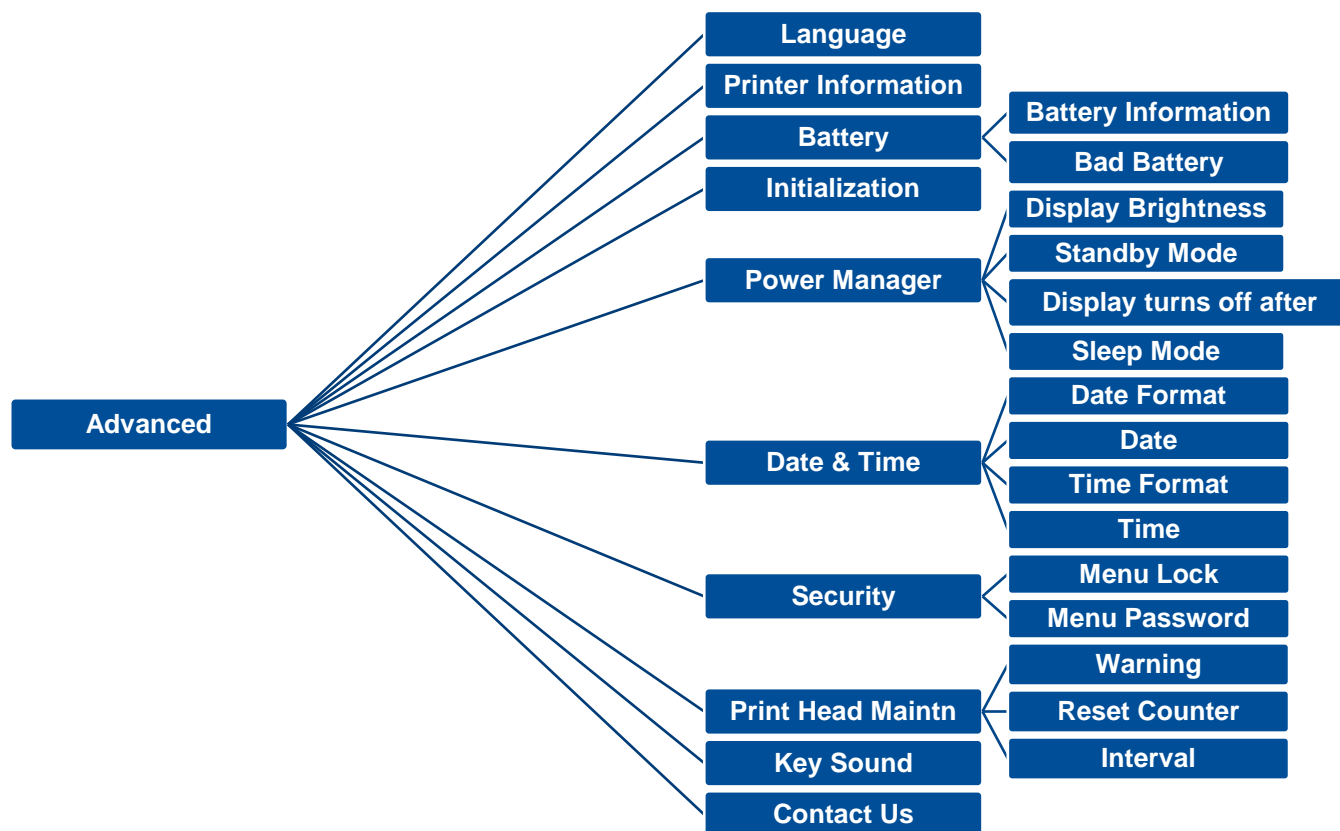 Advanced
Language
Printer Information
Battery
Battery Information
Bad Battery
Initialization
Power Manager
Display Brightness
Standby Mode
Display turns off after
Sleep Mode
Date & Time
Date Format
Date
Time Format
Time
Security
Menu Lock
Menu Password
Print Head Maintn
Warning
Reset Counter
Interval
Key Sound
Contact Us